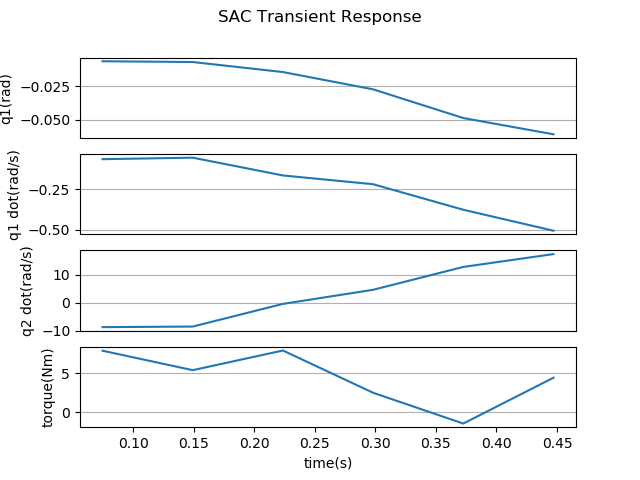 SAC Transient Response
q1(rad)
−0.025
−0.050
q1 dot(rad/s)
−0.25
−0.50
q2 dot(rad/s)
10
0
−10
torque(Nm)
5
0
0.10 0.15 0.20 0.25 0.30 0.35 0.40 0.45
time(s)